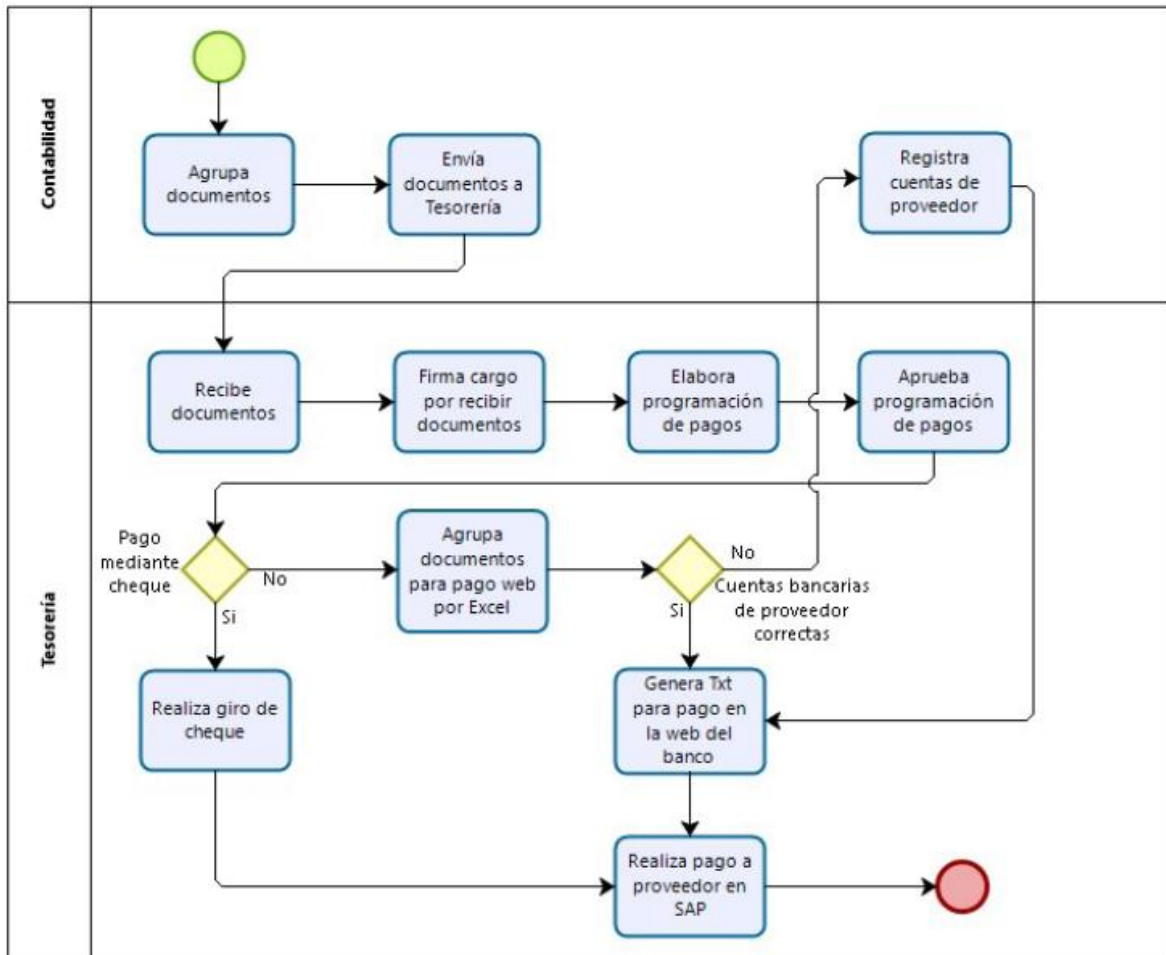 Contabilidad
Agrupa
documentos
Envía
documentos a
Tesorería
Registra
cuentas de
proveedor
Tesorería
Recibe
documentos
Firma cargo
por recibir
documentos
Elabora
programación
de pagos
Aprueba
programación
de pagos
Pago
mediante
cheque
No
Si
Agrupa
documentos
para pago web
por Excel
No
Cuentas bancarias
de proveedor
correctas
Si
Realiza giro de
cheque
Genera Txt
para pago en
la web del
banco
Realiza pago a
proveedor en
SAP